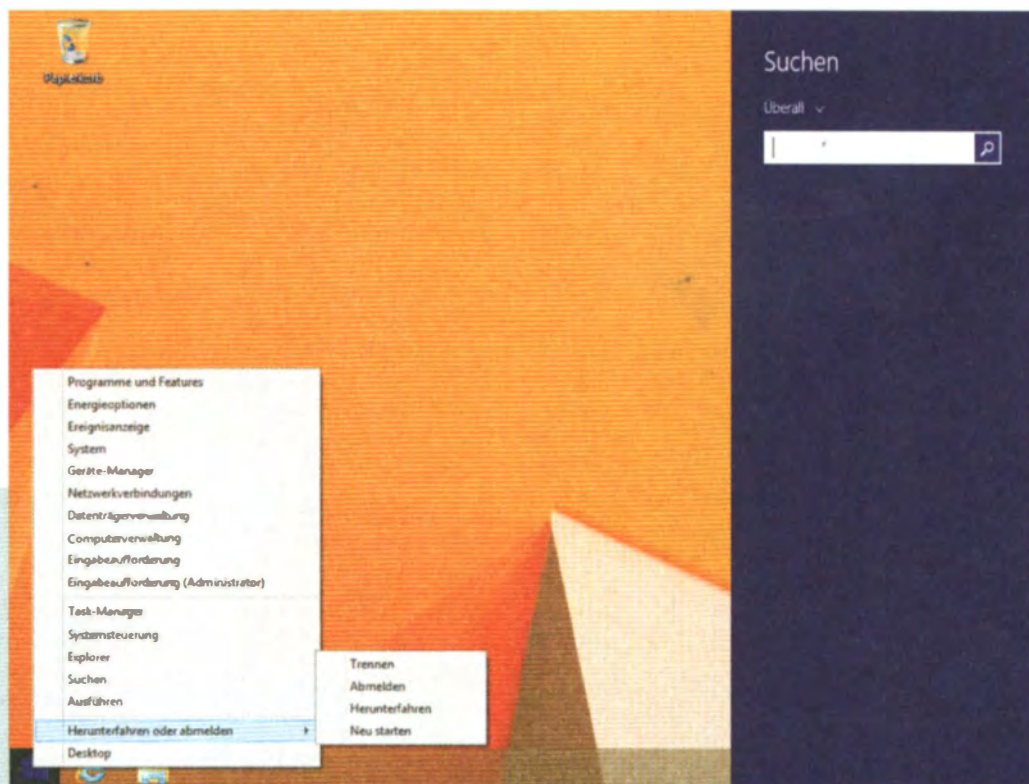 Papierkorb
Suchen
Überall
Programme und Features
Energieoptionen
Ereignisanzeige
System
Geräte-Manager
Netzwerkverbindungen
Datenträgerverwaltung
Computerverwaltung
Eingabeaufforderung
Eingabeaufforderung (Administrator)
Task-Manager
Systemsteuerung
Explorer
Suchen
Ausführen
Herunterfahren oder abmelden
Desktop
Trennen
Abmelden
Herunterfahren
Neu starten